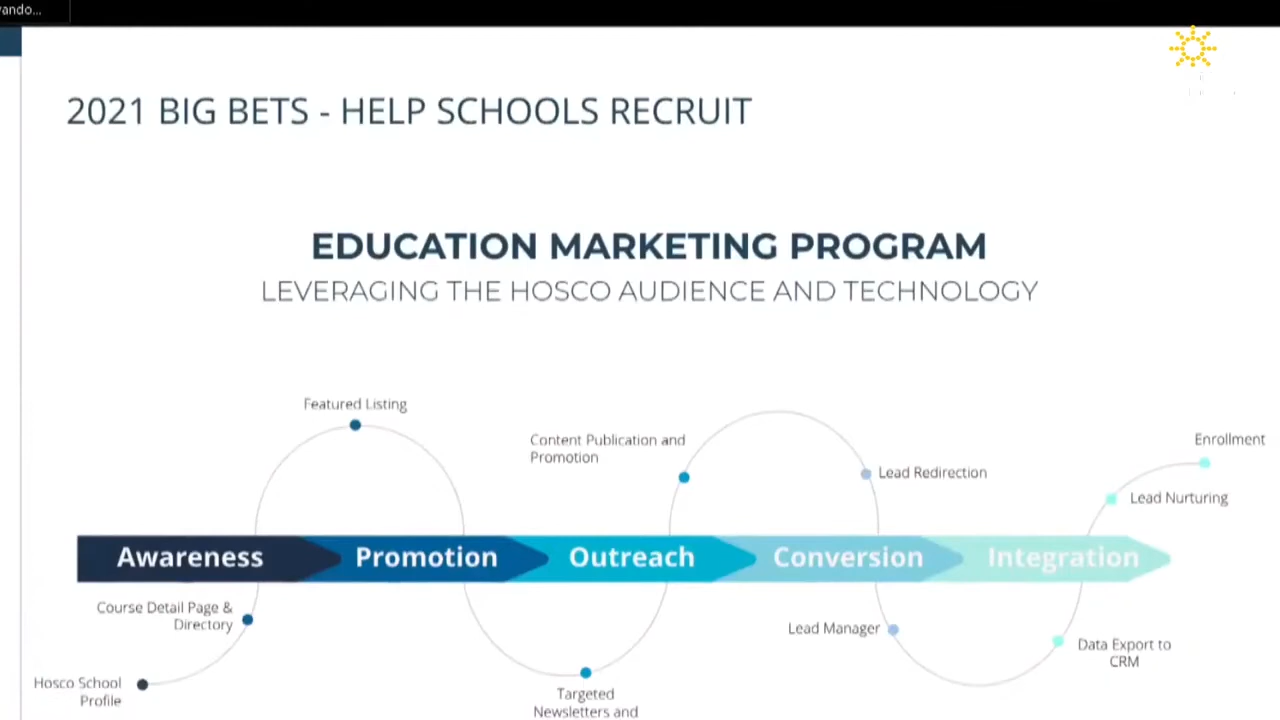 ando...
2021 BIG BETS - HELP SCHOOLS RECRUIT
EDUCATION MARKETING PROGRAM
LEVERAGING THE HOSCO AUDIENCE AND TECHNOLOGY
Featured Listing
Content Publication and
Promotion
Lead Redirection
Enrollment
Lead Nurturing
Awareness
Promotion
Outreach
Conversion
Integration
Course Detail Page &
Directory
Hosco School
Profile
Targeted
Newsletters and
Lead Manager
Data Export to
CRM